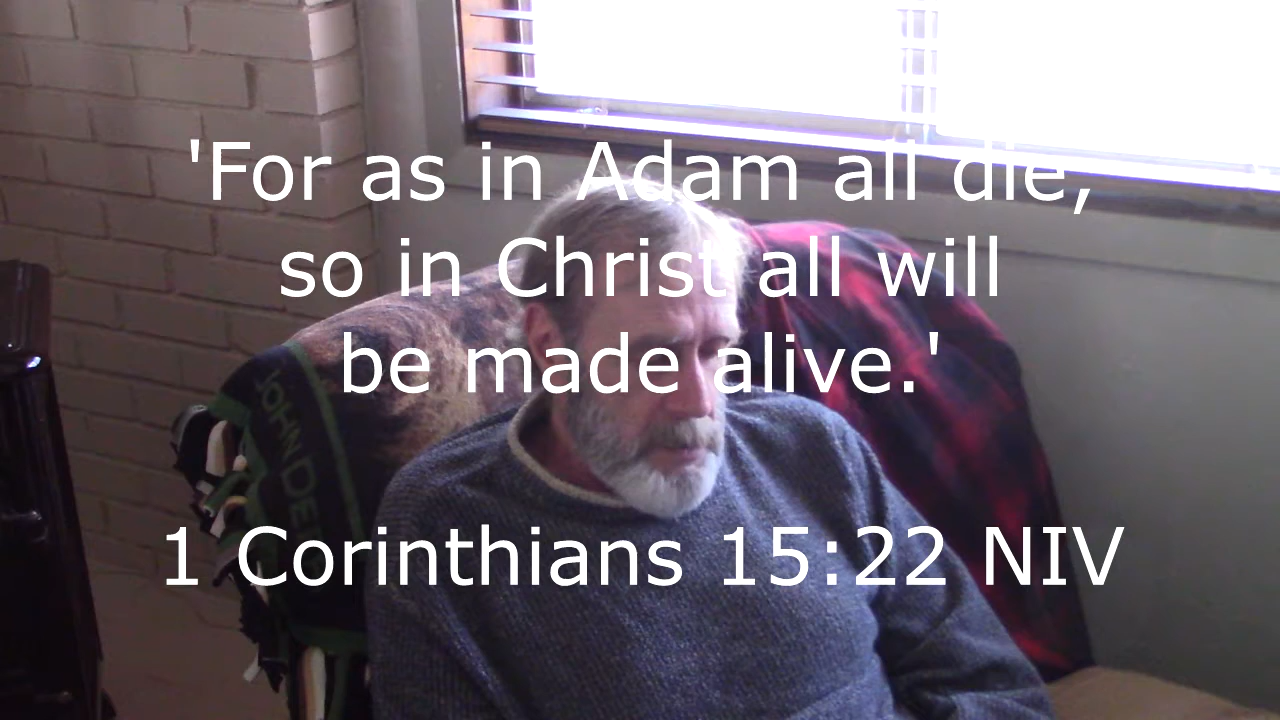 'For as in Adam all die,
so in Christ all will
be made alive.'
JOHN DEE
1 Corinthians 15:22 NIV